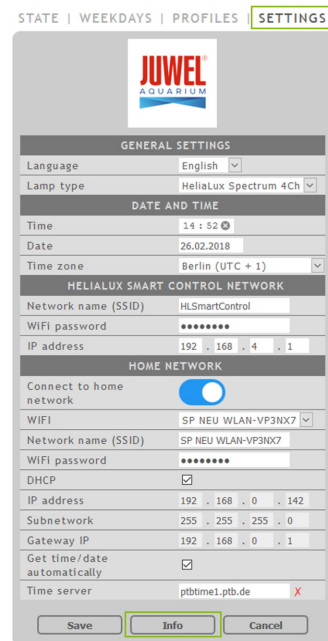 STATE | WEEKDAYS | PROFILES | SETTINGS
JUWEL
AQUARIUM
GENERAL SETTINGS
Language English
Lamp type HeliaLux Spectrum 4Ch
DATE AND TIME
Time 14 : 52
Date 26.02.2018
Time zone Berlin (UTC + 1)
HELIALUX SMART CONTROL NETWORK
Network name (SSID) HLSmartControl
WiFi password ●●●●●●●●
IP address 192 . 168 . 4 . 1
HOME NETWORK
Connect to home
network
WIFI SP NEU WLAN-VP3NX7
Network name (SSID) SP NEU WLAN-VP3NX7
WiFi password ●●●●●●●●
DHCP
IP address 192 . 168 . 0 . 142
Subnetwork 255 . 255 . 255 . 0
Gateway IP 192 . 168 . 0 . 1
Get time/date
automatically
Time server ptbtime1.ptb.de X
Save Info Cancel